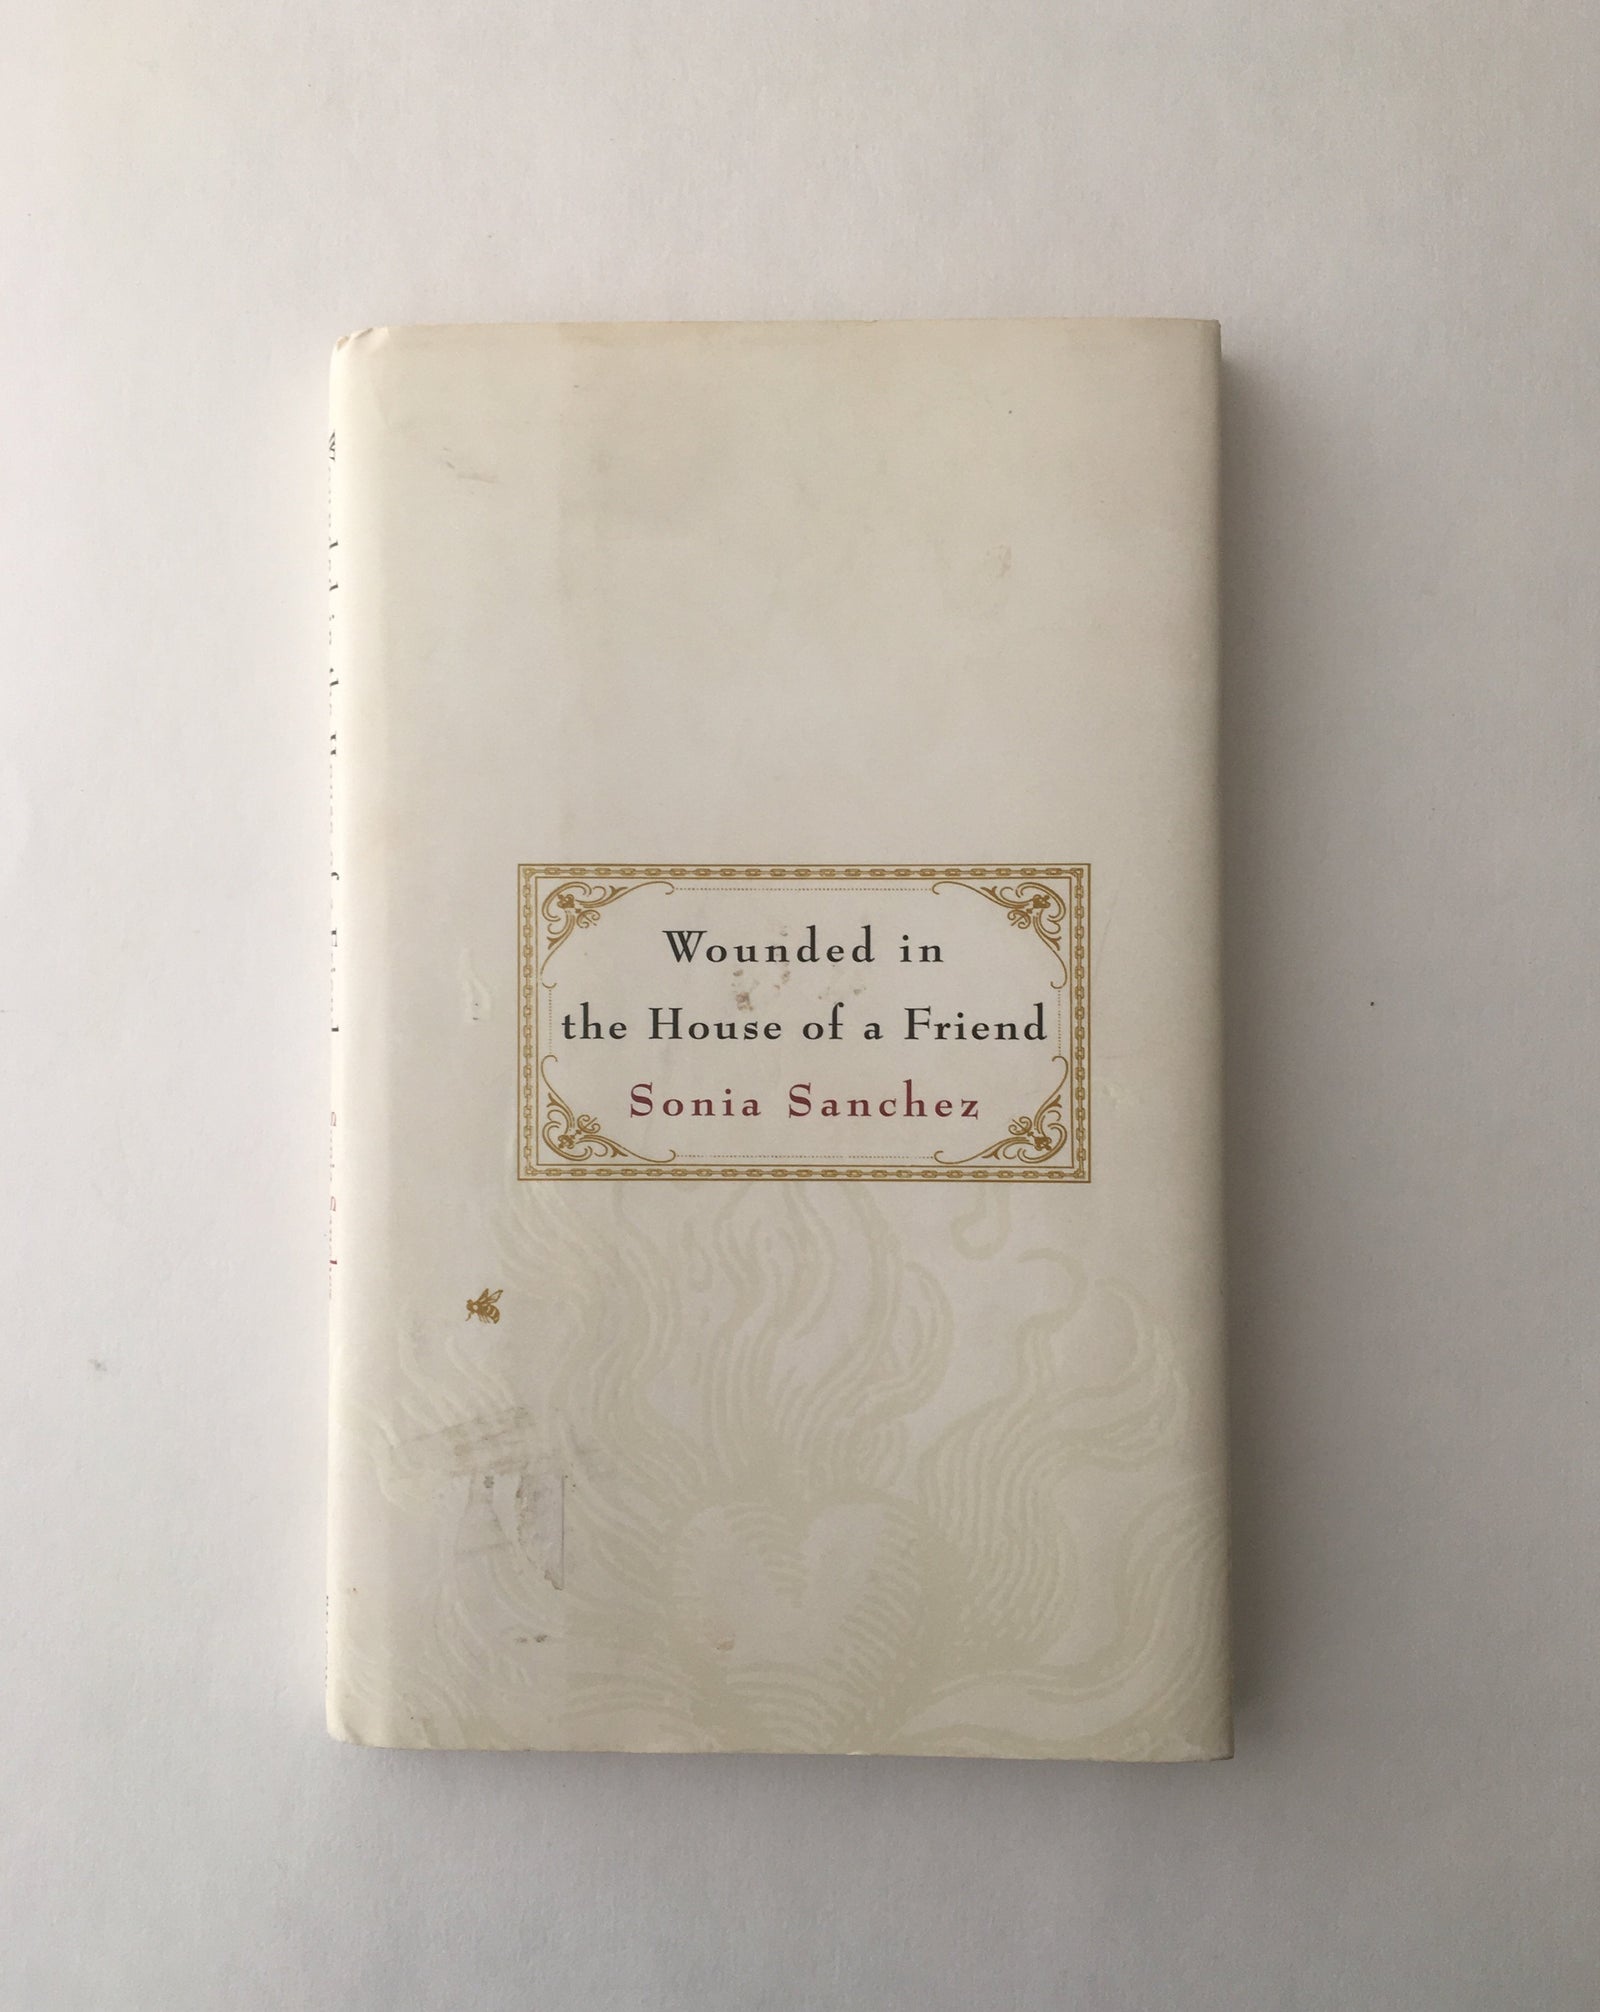 Wounded in
the House of a Friend
Sonia Sanchez